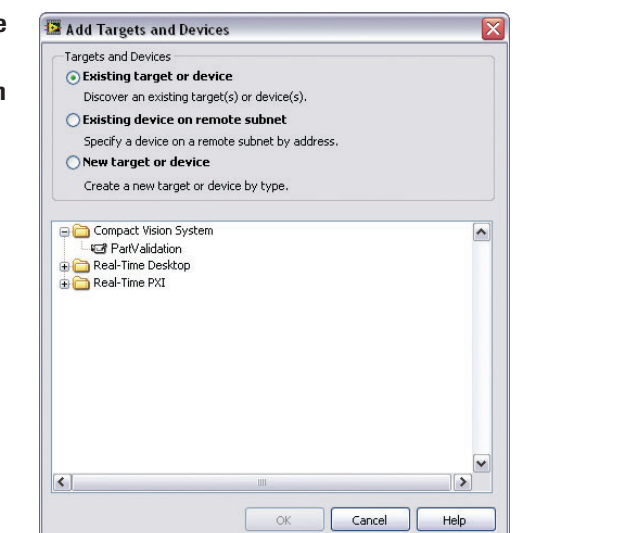 e
n
Add Targets and Devices
Targets and Devices
Existing target or device
Discover an existing target(s) or device(s).
Existing device on remote subnet
Specify a device on a remote subnet by address.
New target or device
Create a new target or device by type.
Compact Vision System
PartValidation
Real-Time Desktop
Real-Time PXI
OK Cancel Help